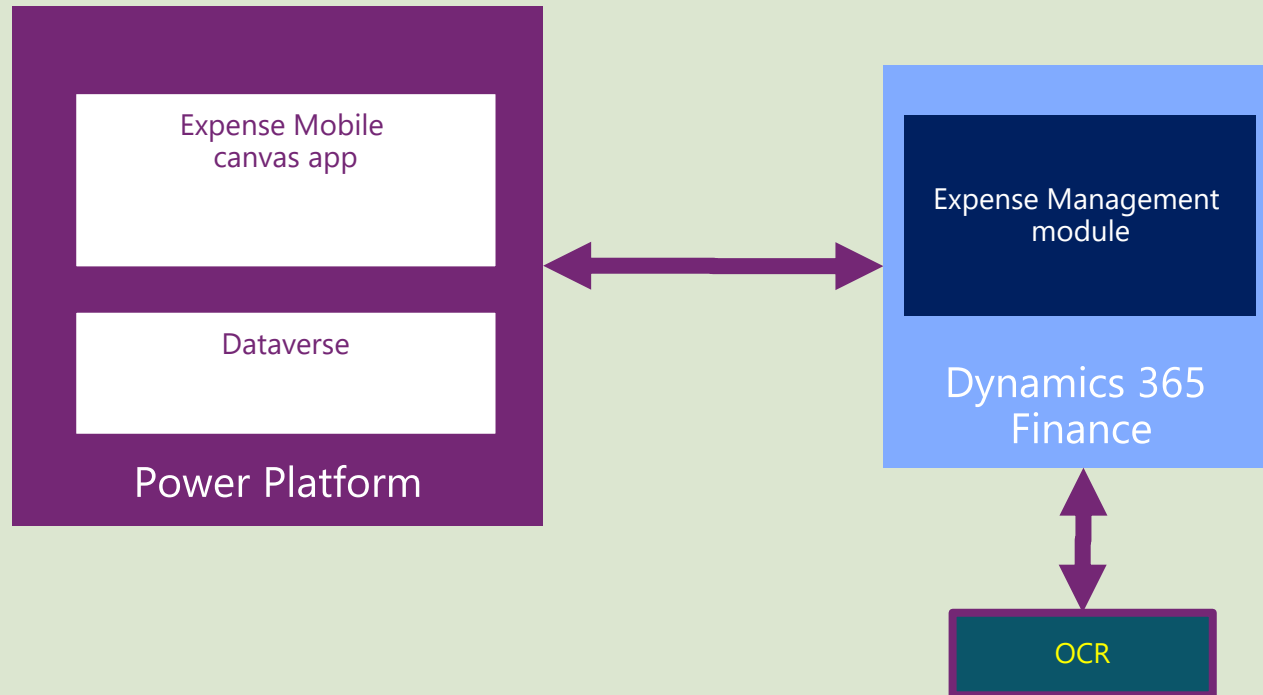 Expense Mobile
canvas app
Dataverse
Power Platform
Expense Management
module
Dynamics 365
Finance
OCR